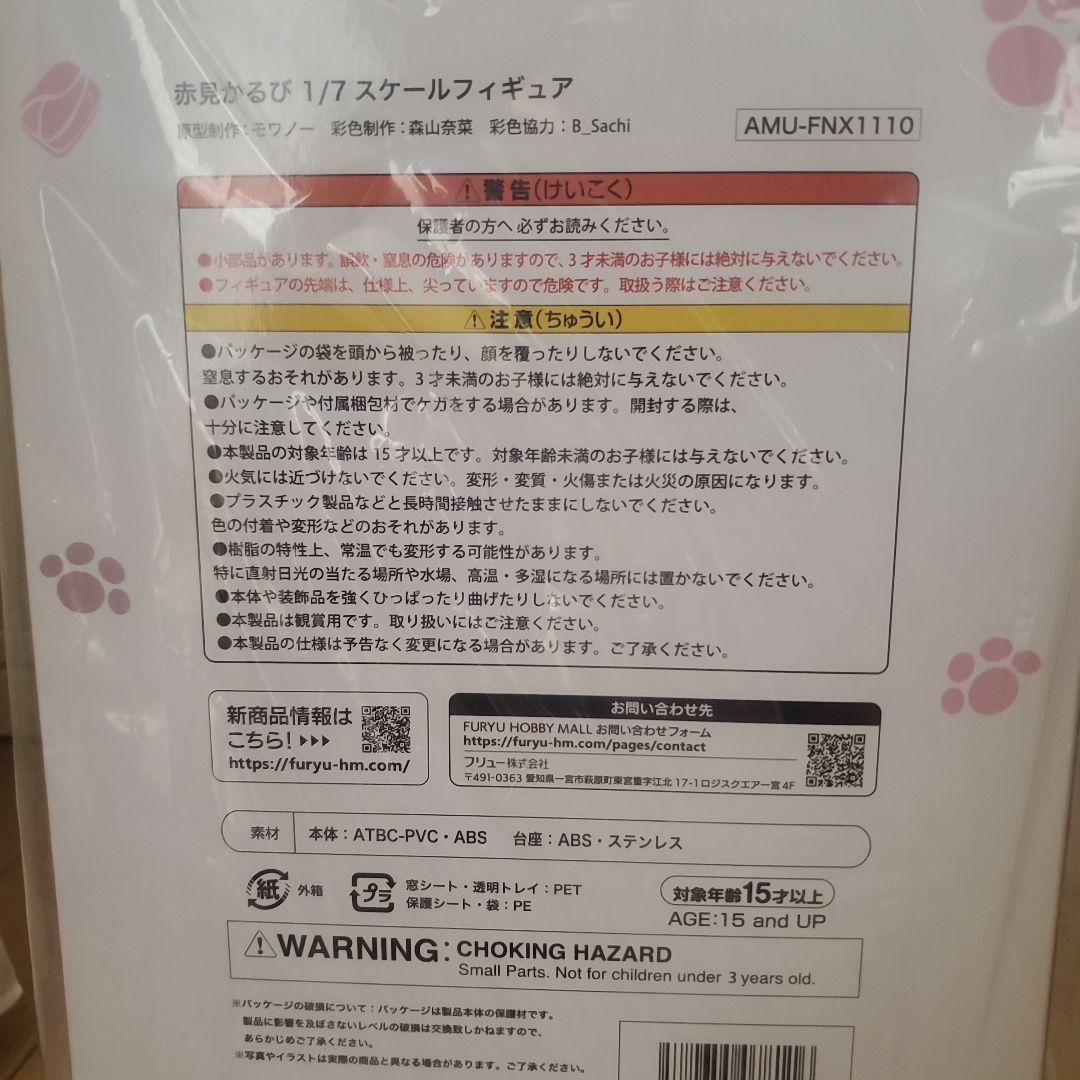 赤見かるび 1/7 スケールフィギュア
原型制作：モワノー 彩色制作：森山奈菜 彩色協力：B_Sachi
AMU-FNX1110
⚠警告(けいこく)
保護者の方へ 必ずお読みください。
●小部品があります。誤飲・窒息の危険がありますので、3才未満のお子様には絶対に与えないでください。
●フィギュアの先端は、仕様上、尖っていますので危険です。取扱う際はご注意ください。
⚠注意(ちゅうい)
●パッケージの袋を頭から被ったり、顔を覆ったりしないでください。
窒息するおそれがあります。3才未満のお子様には絶対に与えないでください。
●パッケージや付属梱包材でケガをする場合があります。開封する際は、
十分に注意してください。
●本製品の対象年齢は15才以上です。対象年齢未満のお子様には与えないでください。
●火気には近づけないでください。変形・変質・火傷または火災の原因になります。
●プラスチック製品などと長時間接触させたままにしないでください。
色の付着や変形などのおそれがあります。
●樹脂の特性上、常温でも変形する可能性があります。
特に直射日光の当たる場所や水場、高温・多湿になる場所には置かないでください。
●本体や装飾品を強くひっぱったり曲げたりしないでください。
●本製品は観賞用です。取り扱いにはご注意ください。
●本製品の仕様は予告なく変更になる場合があります。ご了承ください。
新商品情報は
こちら!▶▶▶
https://furyu-hm.com/
お問い合わせ先
FURYU HOBBY MALL お問い合わせフォーム
https://furyu-hm.com/pages/contact
フリュー株式会社
〒491-0363 愛知県一宮市萩原町東宮重字江北 17-1ロジスクエアー宮 4F
素材 本体：ATBC-PVC・ABS 台座：ABS・ステンレス
紙 外箱
プラ 窓シート・透明トレイ：PET
保護シート・袋：PE
対象年齢15才以上
AGE:15 and UP
⚠WARNING: CHOKING HAZARD
Small Parts. Not for children under 3 years old.
※パッケージの破損について：パッケージは製品本体の保護材です。
製品に影響を及ぼさないレベルの破損は交換致しかねますので、
あらかじめご了承ください。
※写真やイラストは実際の商品と異なる場合があります。ご了承ください。